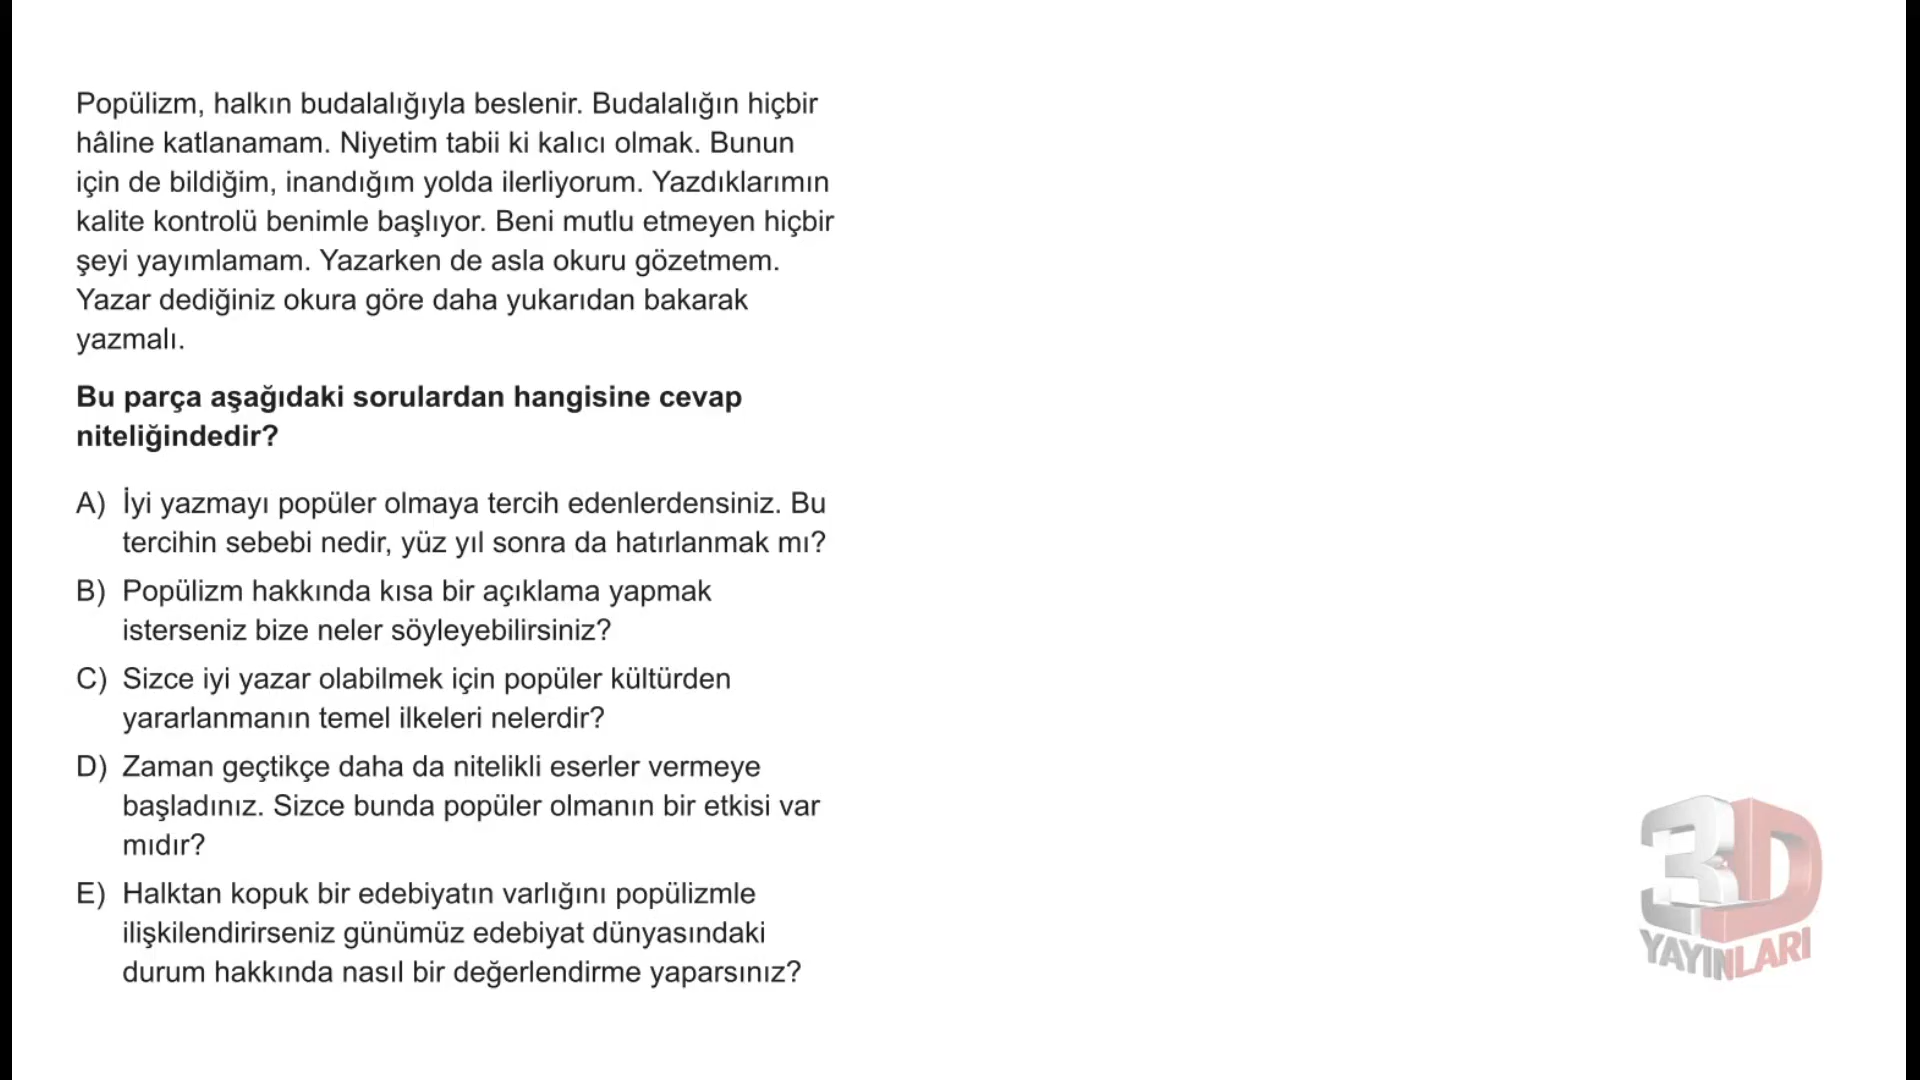 Popülizm, halkın budalalığıyla beslenir. Budalalığın hiçbir
hâline katlanamam. Niyetim tabii ki kalıcı olmak. Bunun
için de bildiğim, inandığım yolda ilerliyorum. Yazdıklarımın
kalite kontrolü benimle başlıyor. Beni mutlu etmeyen hiçbir
şeyi yayımlamam. Yazarken de asla okuru gözetmem.
Yazar dediğiniz okura göre daha yukarıdan bakarak
yazmalı.
Bu parça aşağıdaki sorulardan hangisine cevap
niteliğindedir?
A) İyi yazmayı popüler olmaya tercih edenlerdensiniz. Bu
tercihin sebebi nedir, yüz yıl sonra da hatırlanmak mı?
B) Popülizm hakkında kısa bir açıklama yapmak
isterseniz bize neler söyleyebilirsiniz?
C) Sizce iyi yazar olabilmek için popüler kültürden
yararlanmanın temel ilkeleri nelerdir?
D) Zaman geçtikçe daha da nitelikli eserler vermeye
başladınız. Sizce bunda popüler olmanın bir etkisi var
mıdır?
E) Halktan kopuk bir edebiyatın varlığını popülizmle
ilişkilendirirseniz günümüz edebiyat dünyasındaki
durum hakkında nasıl bir değerlendirme yaparsınız?
3D
YAYINLARI